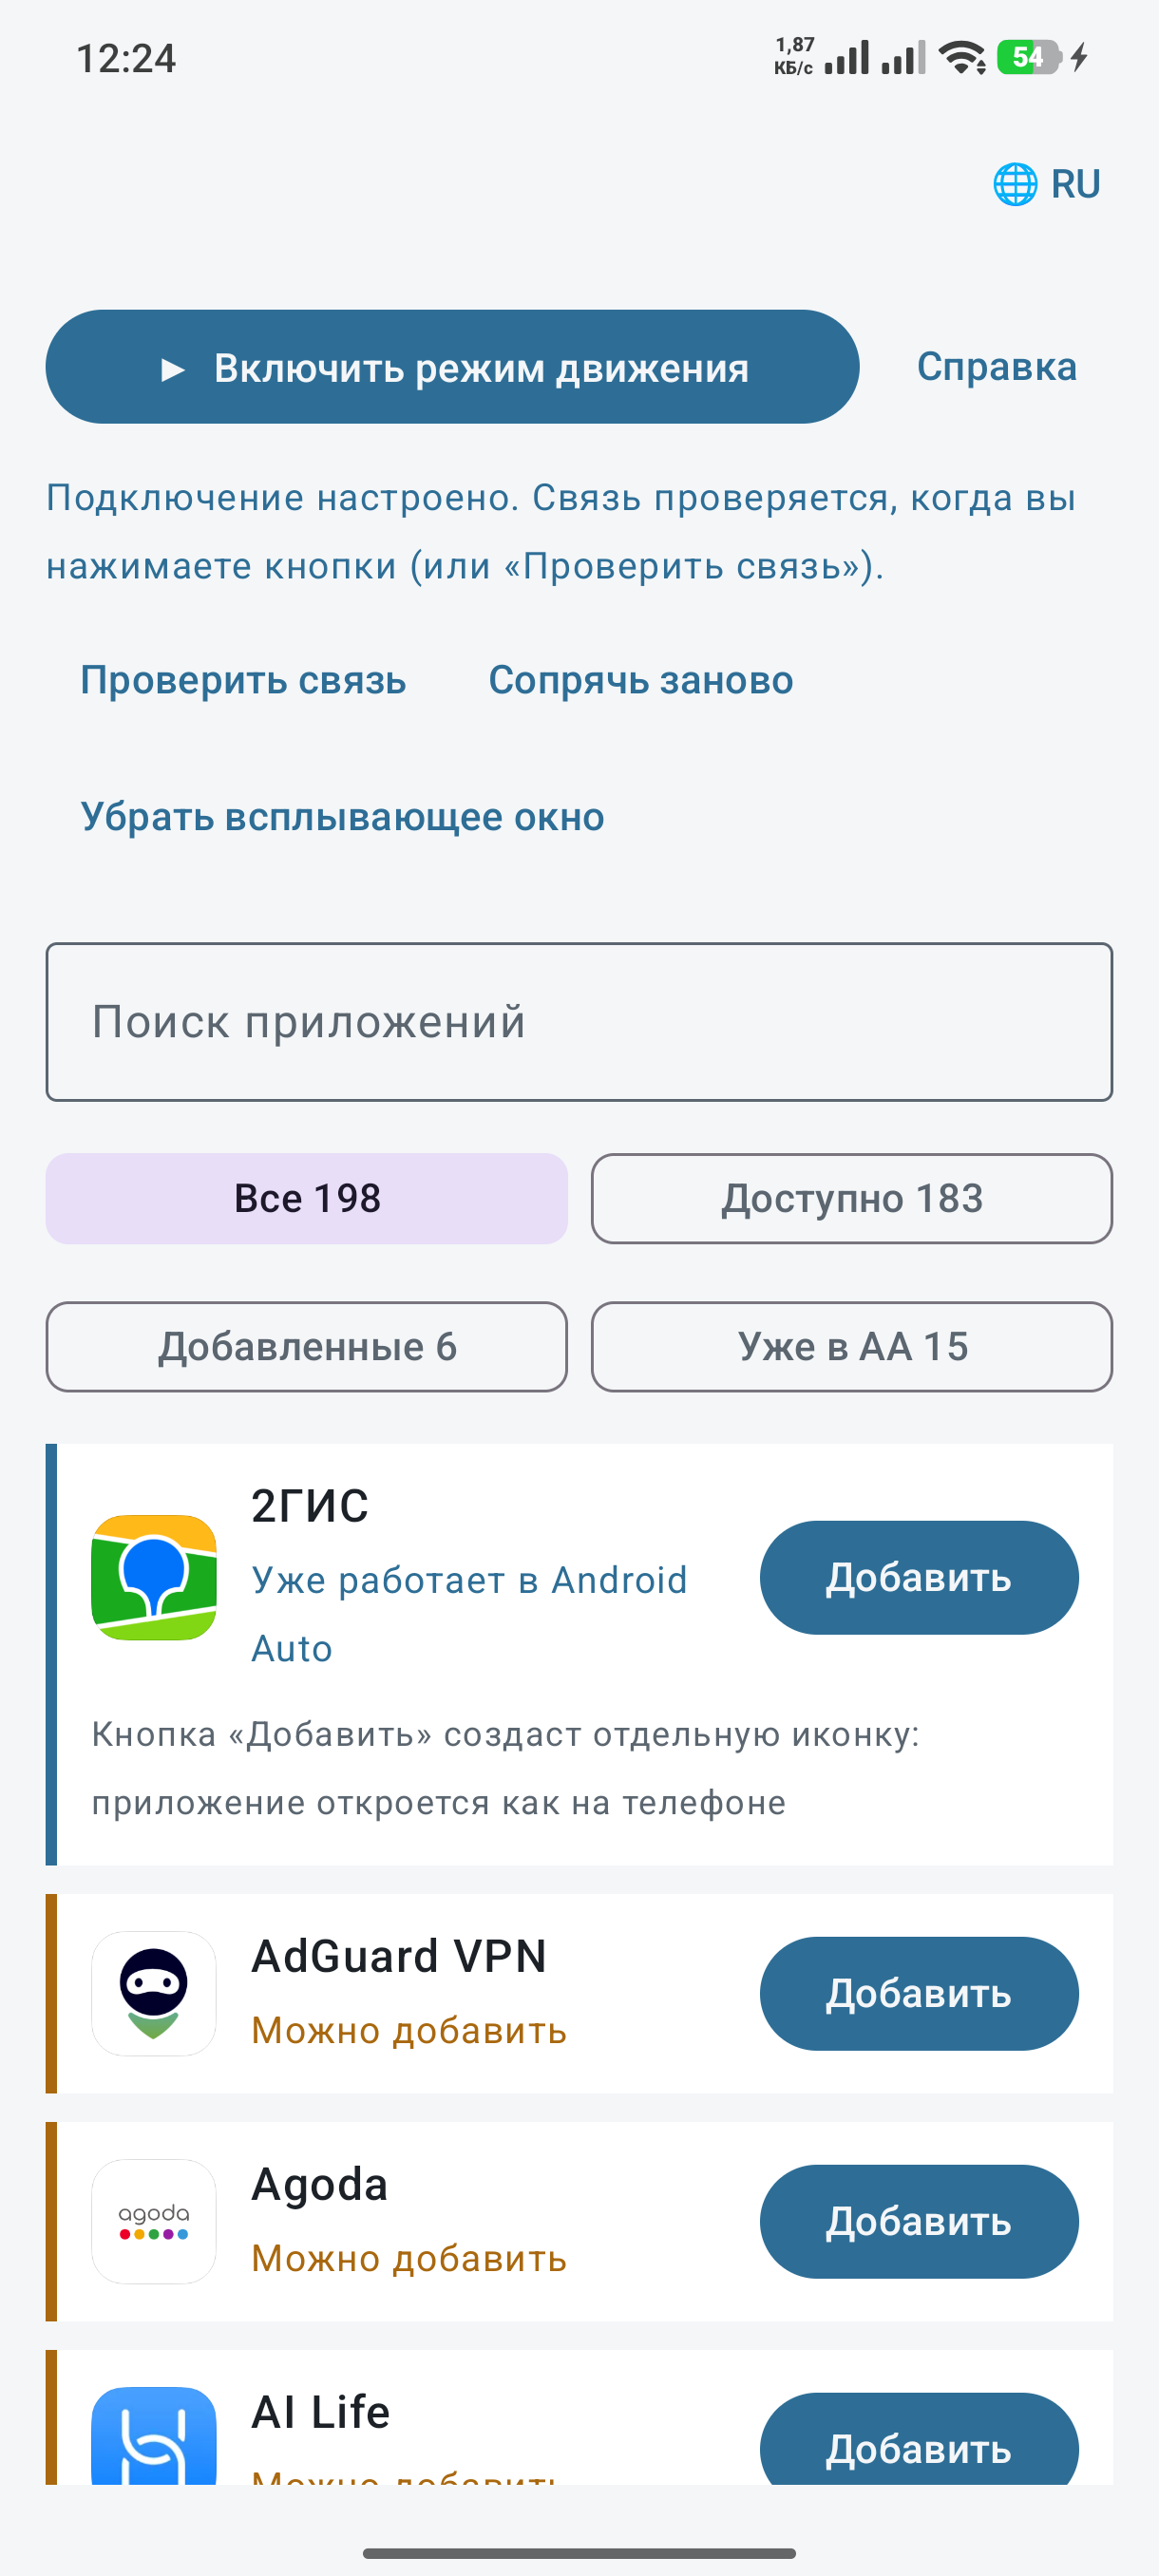 12:24
1,87
КБ/с
54
RU
► Включить режим движения
Справка
Подключение настроено. Связь проверяется, когда вы
нажимаете кнопки (или «Проверить связь»).
Проверить связь
Сопрячь заново
Убрать всплывающее окно
Поиск приложений
Все 198
Доступно 183
Добавленные 6
Уже в АА 15
2ГИС
Уже работает в Android
Auto
Добавить
Кнопка «Добавить» создаст отдельную иконку:
приложение откроется как на телефоне
AdGuard VPN
Можно добавить
Добавить
agoda
Agoda
Можно добавить
Добавить
AI Life
Можно добавить
Добавить